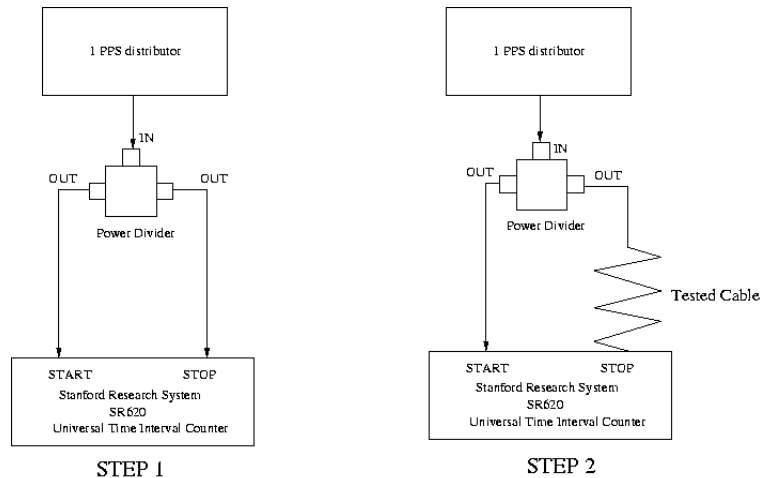 1 PPS distributor
IN
OUT
OUT
Power Divider
START
STOP
Stanford Research System
SR620
Universal Time Interval Counter
STEP 1
1 PPS distributor
IN
OUT
OUT
Power Divider
Tested Cable
START
STOP
Stanford Research System
SR620
Universal Time Interval Counter
STEP 2